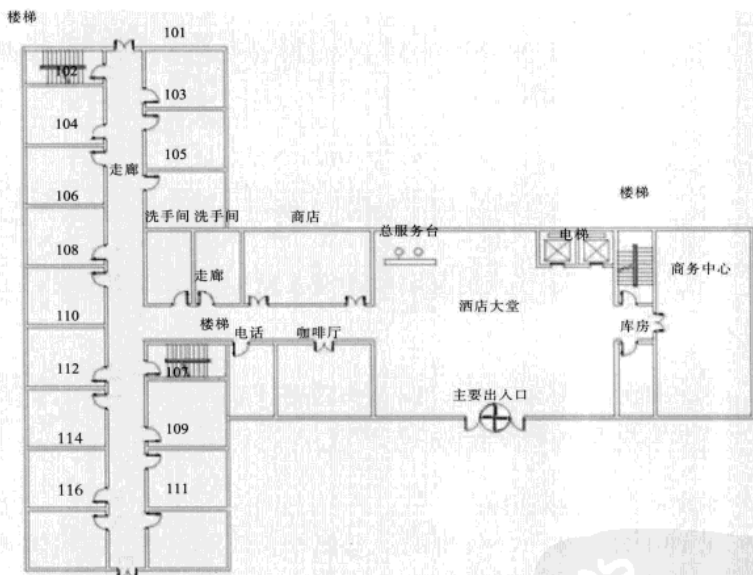 楼梯
101
102
103
104
105
走廊
106
洗手间 洗手间 商店
楼梯
总服务台
电梯
108
走廊
商务中心
酒店大堂
110
楼梯
电话
咖啡厅
库房
112
107
主要出入口
114
109
116
111